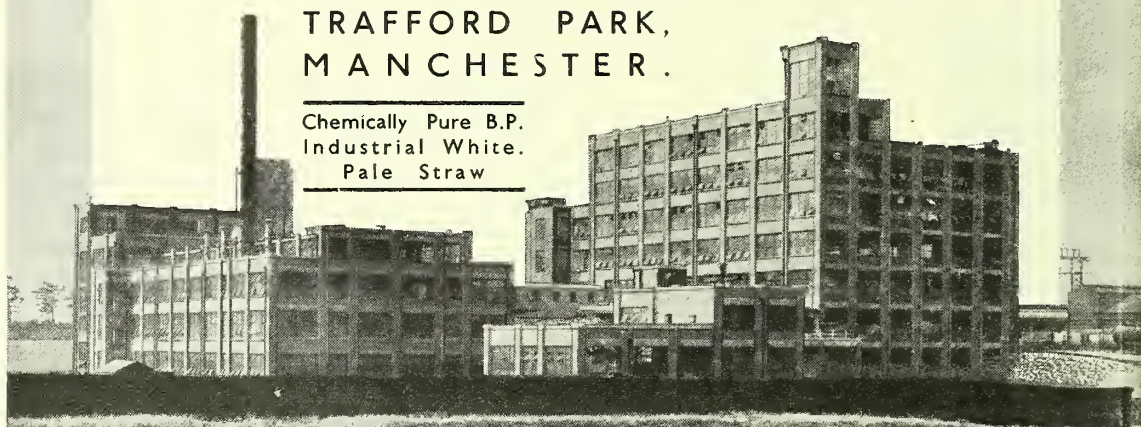 TRAFFORD PARK,
MANCHESTER.
Chemically Pure B.P.
Industrial White.
Pale Straw